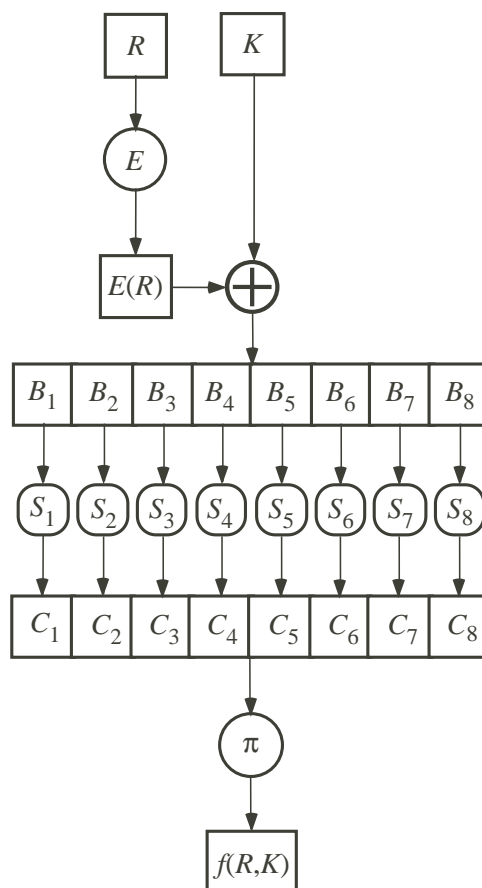 R K
E
E(R)
B1 B2 B3 B4 B5 B6 B7 B8
S1 S2 S3 S4 S5 S6 S7 S8
C1 C2 C3 C4 C5 C6 C7 C8
π
f(R,K)